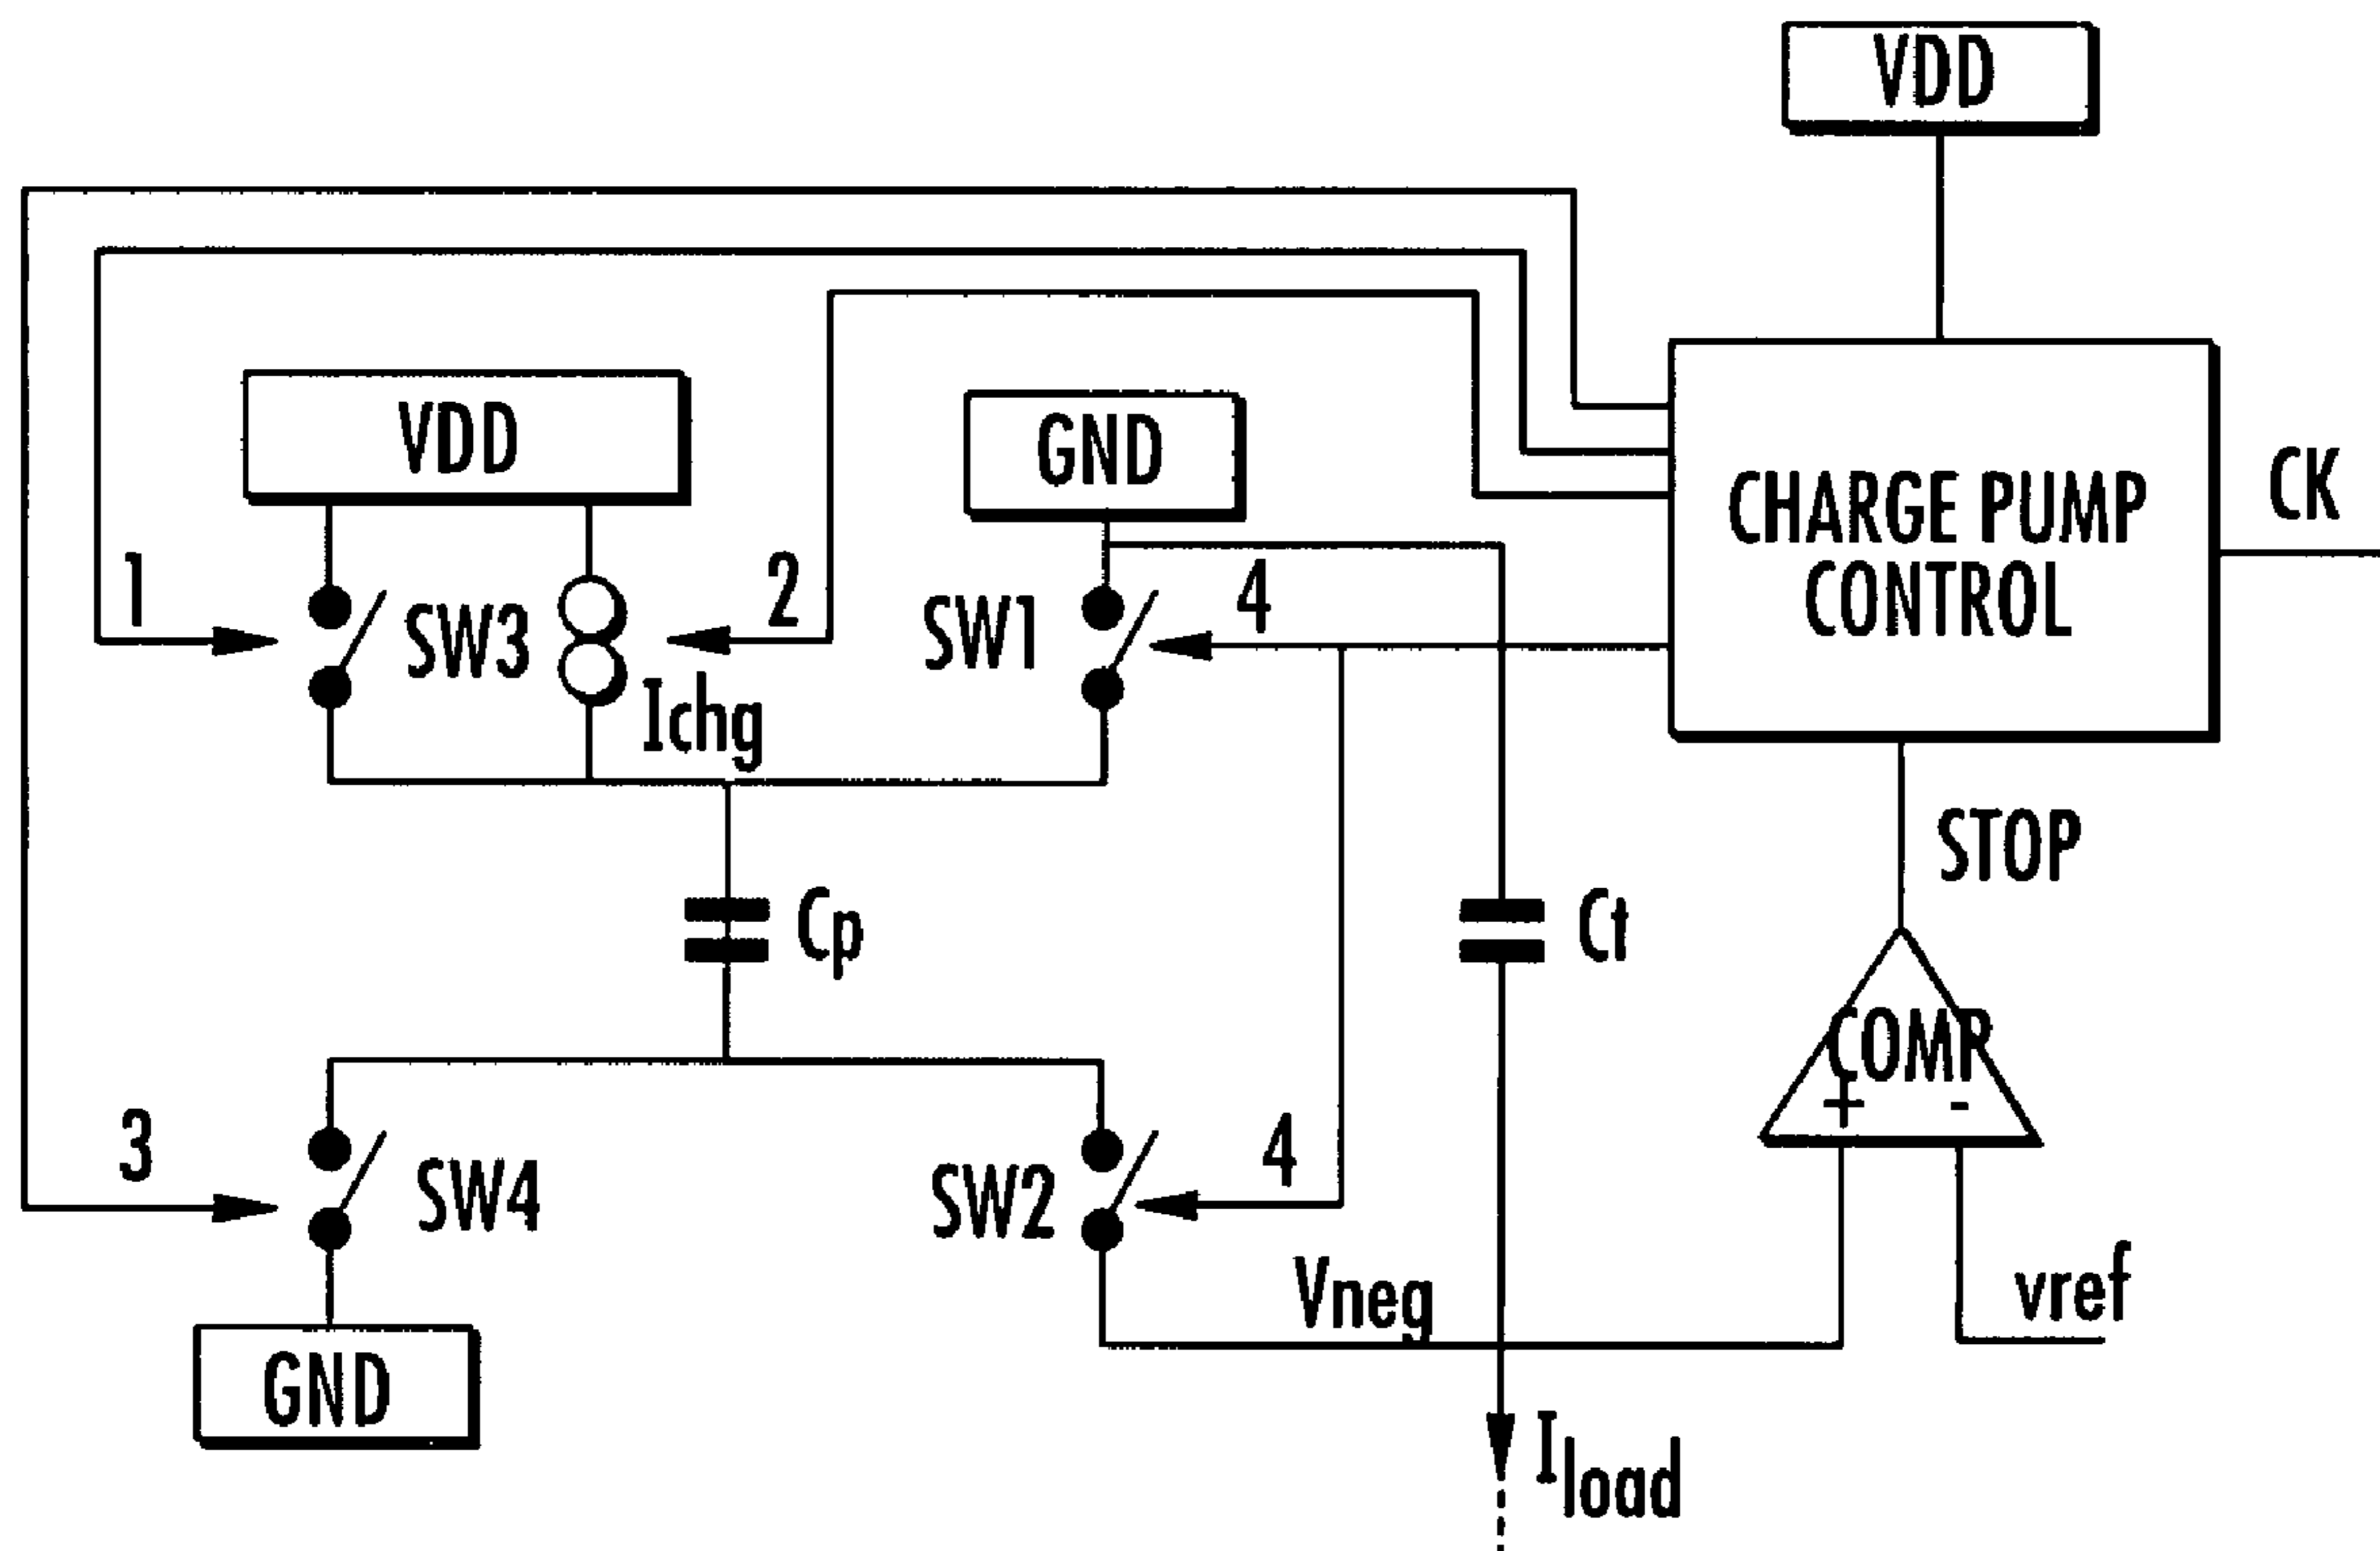 VDD
VDD
GND
CHARGE PUMP
CONTROL
CK
1
SW3
2
Ichg
SW1
4
STOP
Cp
Ct
COMP
+ -
3
SW4
SW2
4
Vneg
vref
GND
Iload